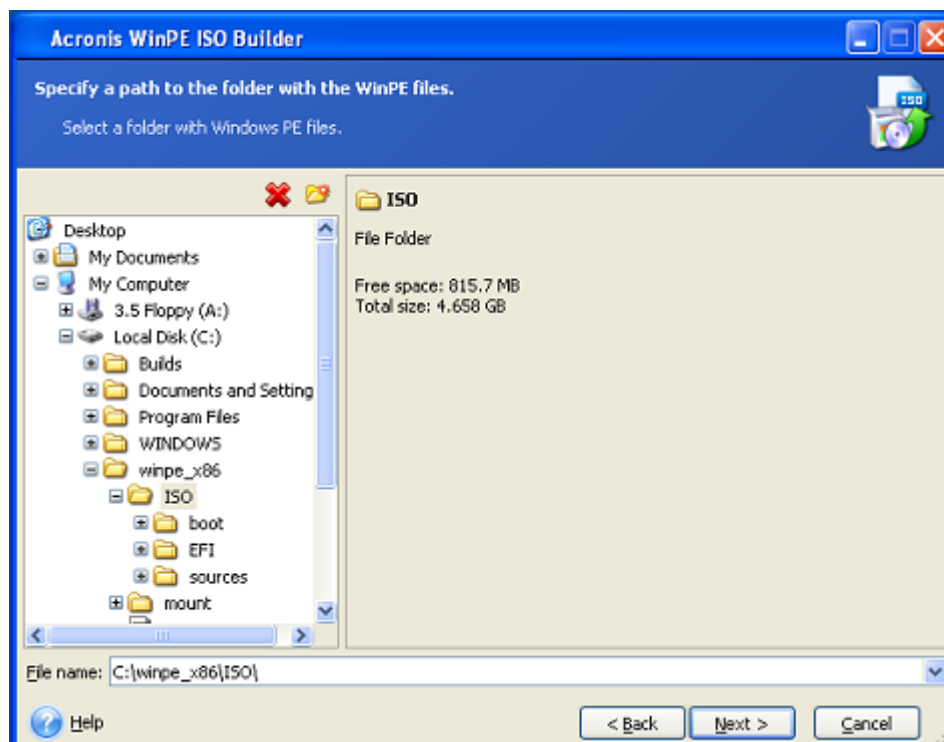 Acronis WinPE ISO Builder
Specify a path to the folder with the WinPE files.
Select a folder with Windows PE files.
ISO
Desktop
My Documents
My Computer
3.5 Floppy (A:)
Local Disk (C:)
Builds
Documents and Setting
Program Files
WINDOWS
winpe_x86
ISO
boot
EFI
sources
mount
ISO
File Folder
Free space: 815.7 MB
Total size: 4.658 GB
File name: C:\winpe_x86\ISO\
Help
< Back
Next >
Cancel